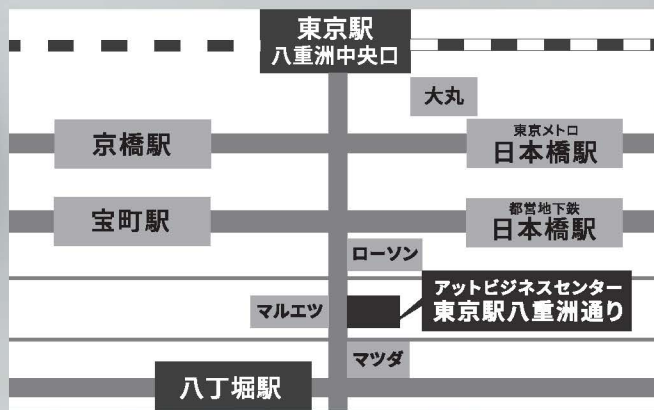 東京駅
八重洲中央口
大丸
京橋駅
東京メトロ
日本橋駅
宝町駅
都営地下鉄
日本橋駅
ローソン
マルエツ
アットビジネスセンター
東京駅八重洲通り
マツダ
八丁堀駅